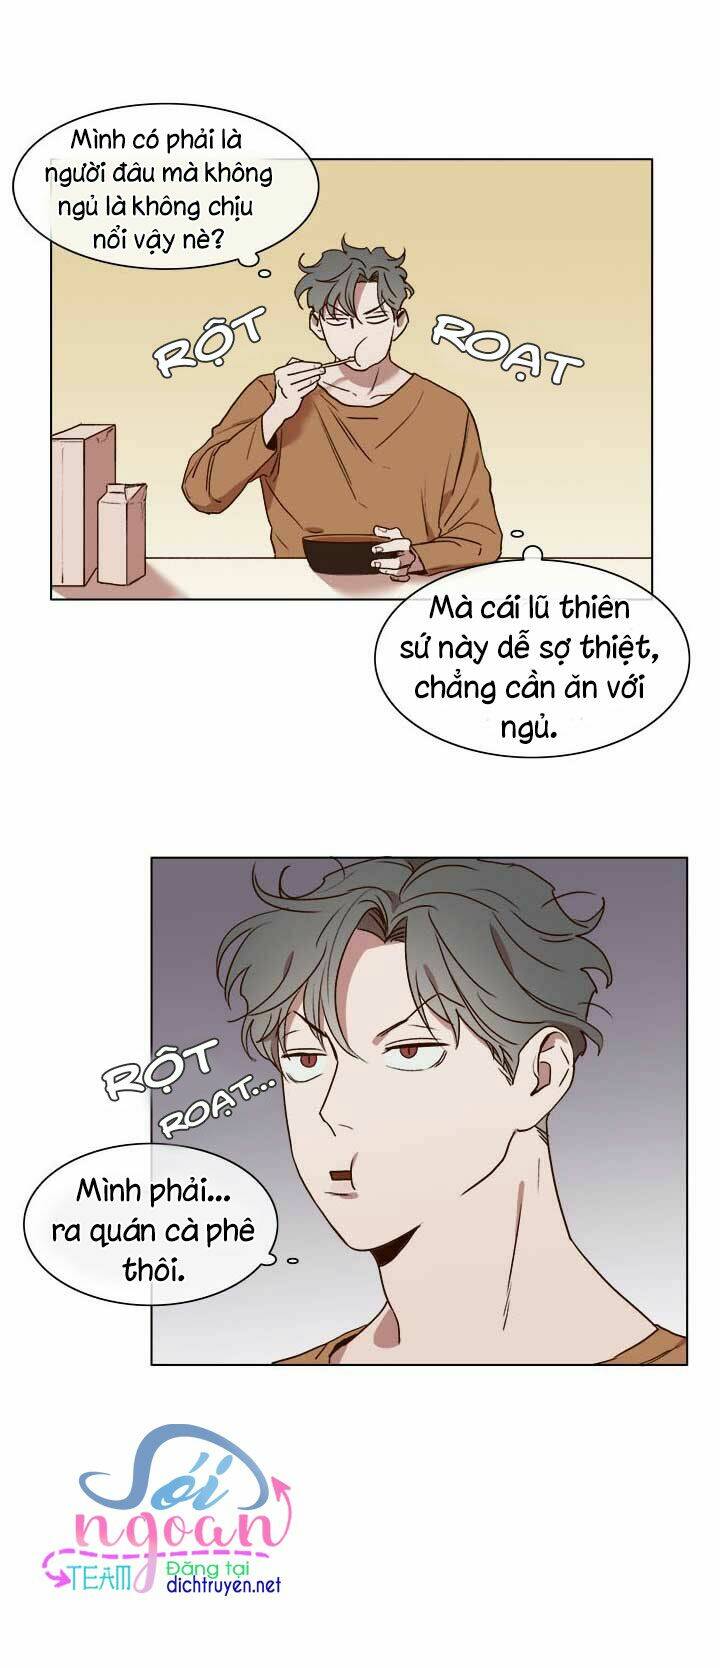 Mình có phải là
người đâu mà không
ngủ là không chịu
nổi vậy nè?
RỘT
ROẠT
Mà cái lũ thiên
sứ này dễ sợ thiệt,
chẳng cần ăn với
ngủ.
RỘT
ROẠT...
Mình phải...
ra quán cà phê
thôi.
Sói
ngoan
TEAM
Đăng tại
dichtruyen.net